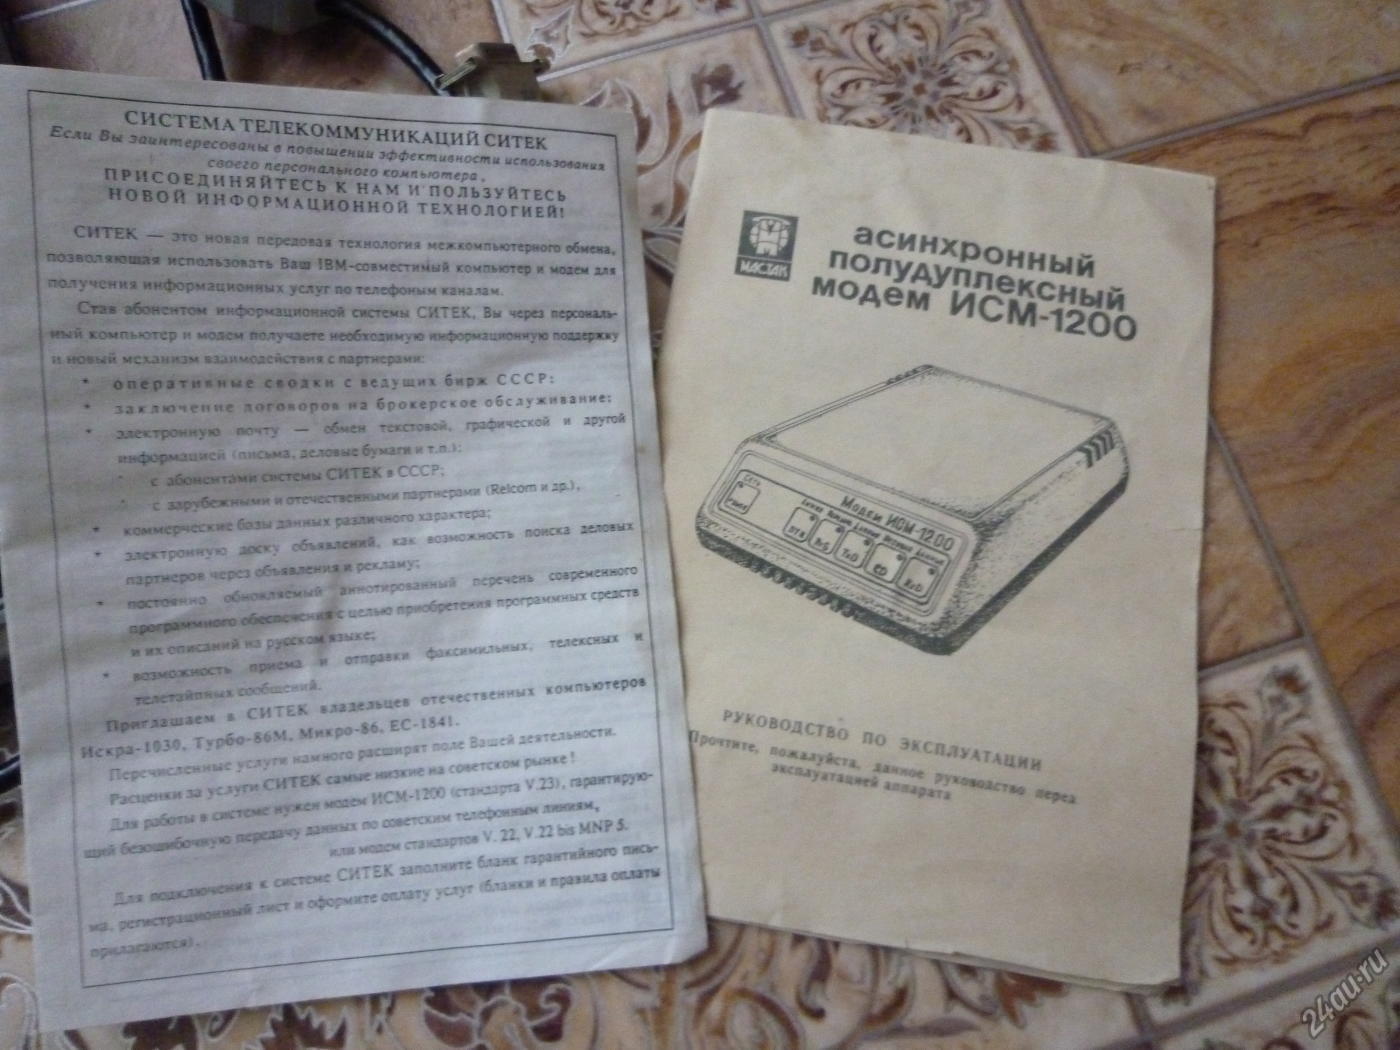 СИСТЕМА ТЕЛЕКОММУНИКАЦИЙ СИТЕК
Если Вы заинтересованы в повышении эффективности использования
своего персонального компьютера,
ПРИСОЕДИНЯЙТЕСЬ К НАМ И ПОЛЬЗУЙТЕСЬ
НОВОЙ ИНФОРМАЦИОННОЙ ТЕХНОЛОГИЕЙ!
СИТЕК — это новая передовая технология межкомпьютерного обмена,
позволяющая использовать Ваш IBM-совместимый компьютер и модем для
получения информационных услуг по телефоным каналам.
Став абонентом информационной системы СИТЕК, Вы через персональ-
ный компьютер и модем получаете необходимую информационную поддержку
и новый механизм взаимодействия с партнерами:
* оперативные сводки с ведущих бирж СССР;
* заключение договоров на брокерское обслуживание;
* электронную почту — обмен текстовой, графической и другой
информацией (письма, деловые бумаги и т.п.):
с абонентами системы СИТЕК в СССР;
с зарубежными и отечественными партнерами (Relcom и др.),
* коммерческие базы данных различного характера;
* электронную доску объявлений, как возможность поиска деловых
партнеров через объявления и рекламу;
* постоянно обновляемый аннотированный перечень современного
программного обеспечения с целью приобретения программных средств
и их описаний на русском языке;
* возможность приема и отправки факсимильных, телексных и
телетайпных сообщений.
Приглашаем в СИТЕК владельцев отечественных компьютеров
Искра-1030, Турбо-86М, Микро-86, ЕС-1841.
Перечисленные услуги намного расширят поле Вашей деятельности.
Расценки за услуги СИТЕК самые низкие на советском рынке!
Для работы в системе нужен модем ИСМ-1200 (стандарта V.23), гарантирую-
щий безошибочную передачу данных по советским телефонным линиям,
или модем стандартов V. 22, V.22 bis MNP 5.
Для подключения к системе СИТЕК заполните бланк гарантийного пись-
ма, регистрационный лист и оформите оплату услуг (бланки и правила оплаты
прилагаются).
МАСТАК
асинхронный
полудуплексный
модем ИСМ-1200
Сеть
Модем ИСМ-1200
DTR RTS TxD CD RxD
РУКОВОДСТВО ПО ЭКСПЛУАТАЦИИ
Прочтите, пожалуйста, данное руководство перед
эксплуатацией аппарата
24au.ru